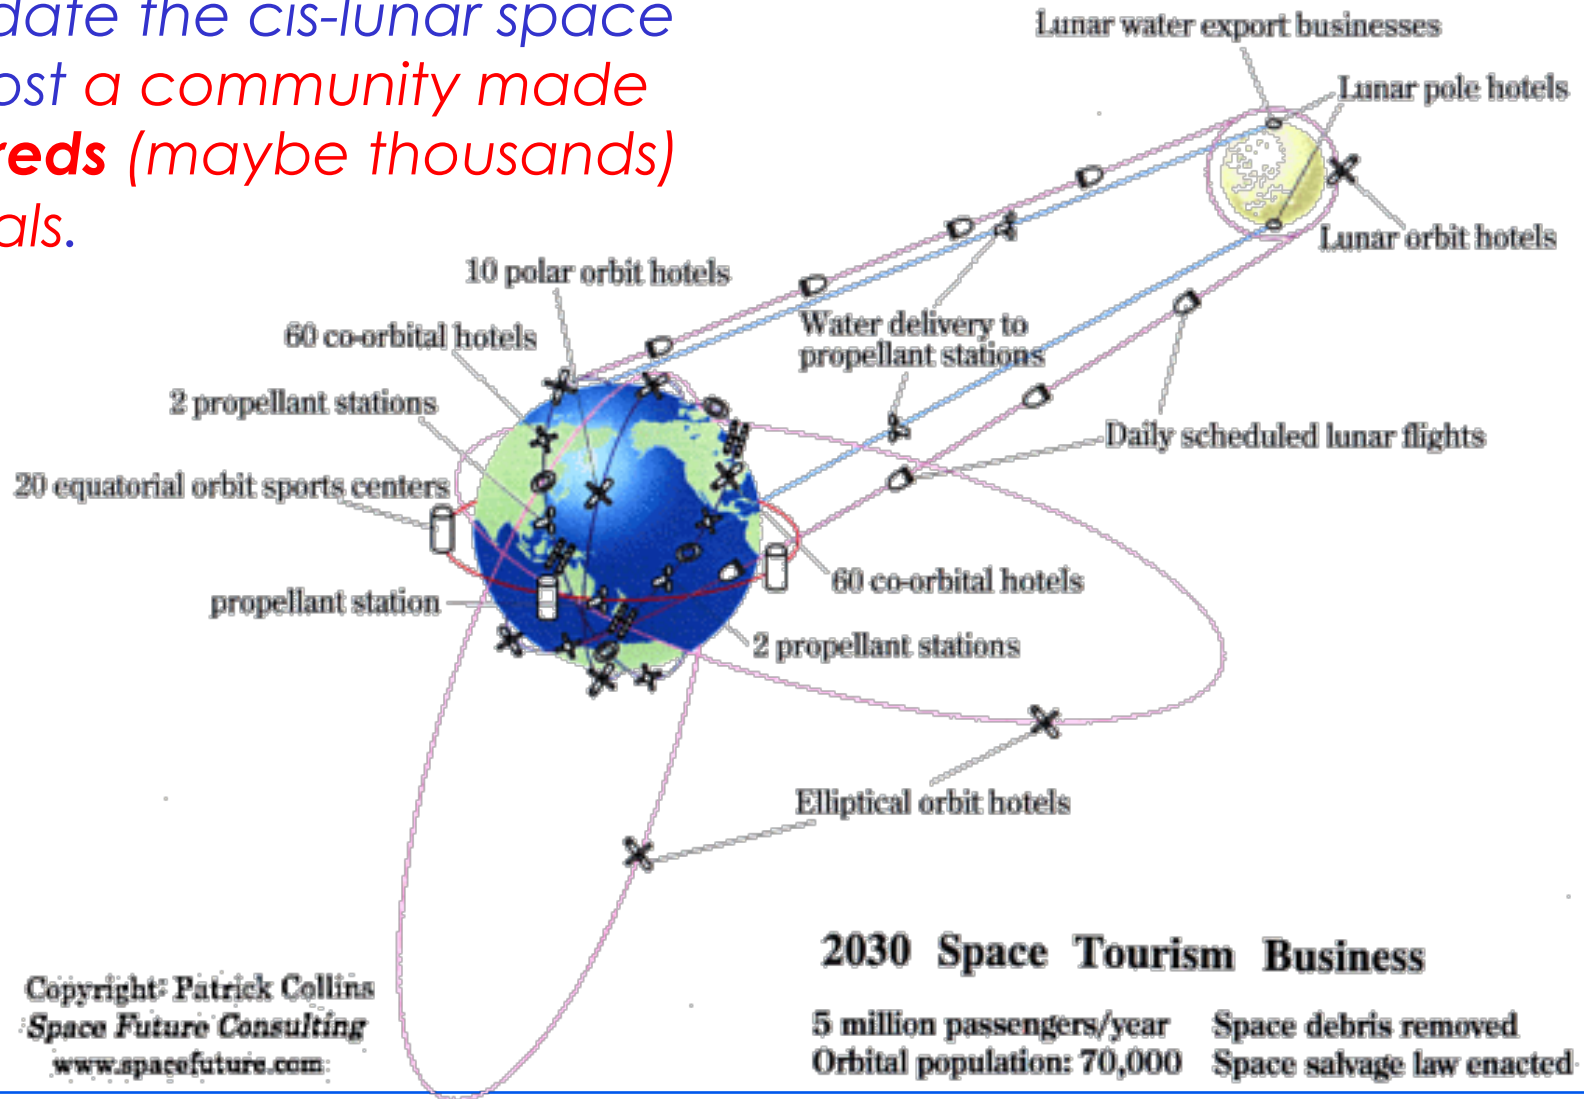 date the cis-lunar space
ost a community made
reds (maybe thousands)
als.
Lunar water export businesses
Lunar pole hotels
Lunar orbit hotels
10 polar orbit hotels
60 co-orbital hotels
Water delivery to
propellant stations
2 propellant stations
Daily scheduled lunar flights
20 equatorial orbit sports centers
60 co-orbital hotels
propellant station
2 propellant stations
Elliptical orbit hotels
2030 Space Tourism Business
5 million passengers/year
Orbital population: 70,000
Space debris removed
Space salvage law enacted
Copyright: Patrick Collins
Space Future Consulting
www.spacefuture.com